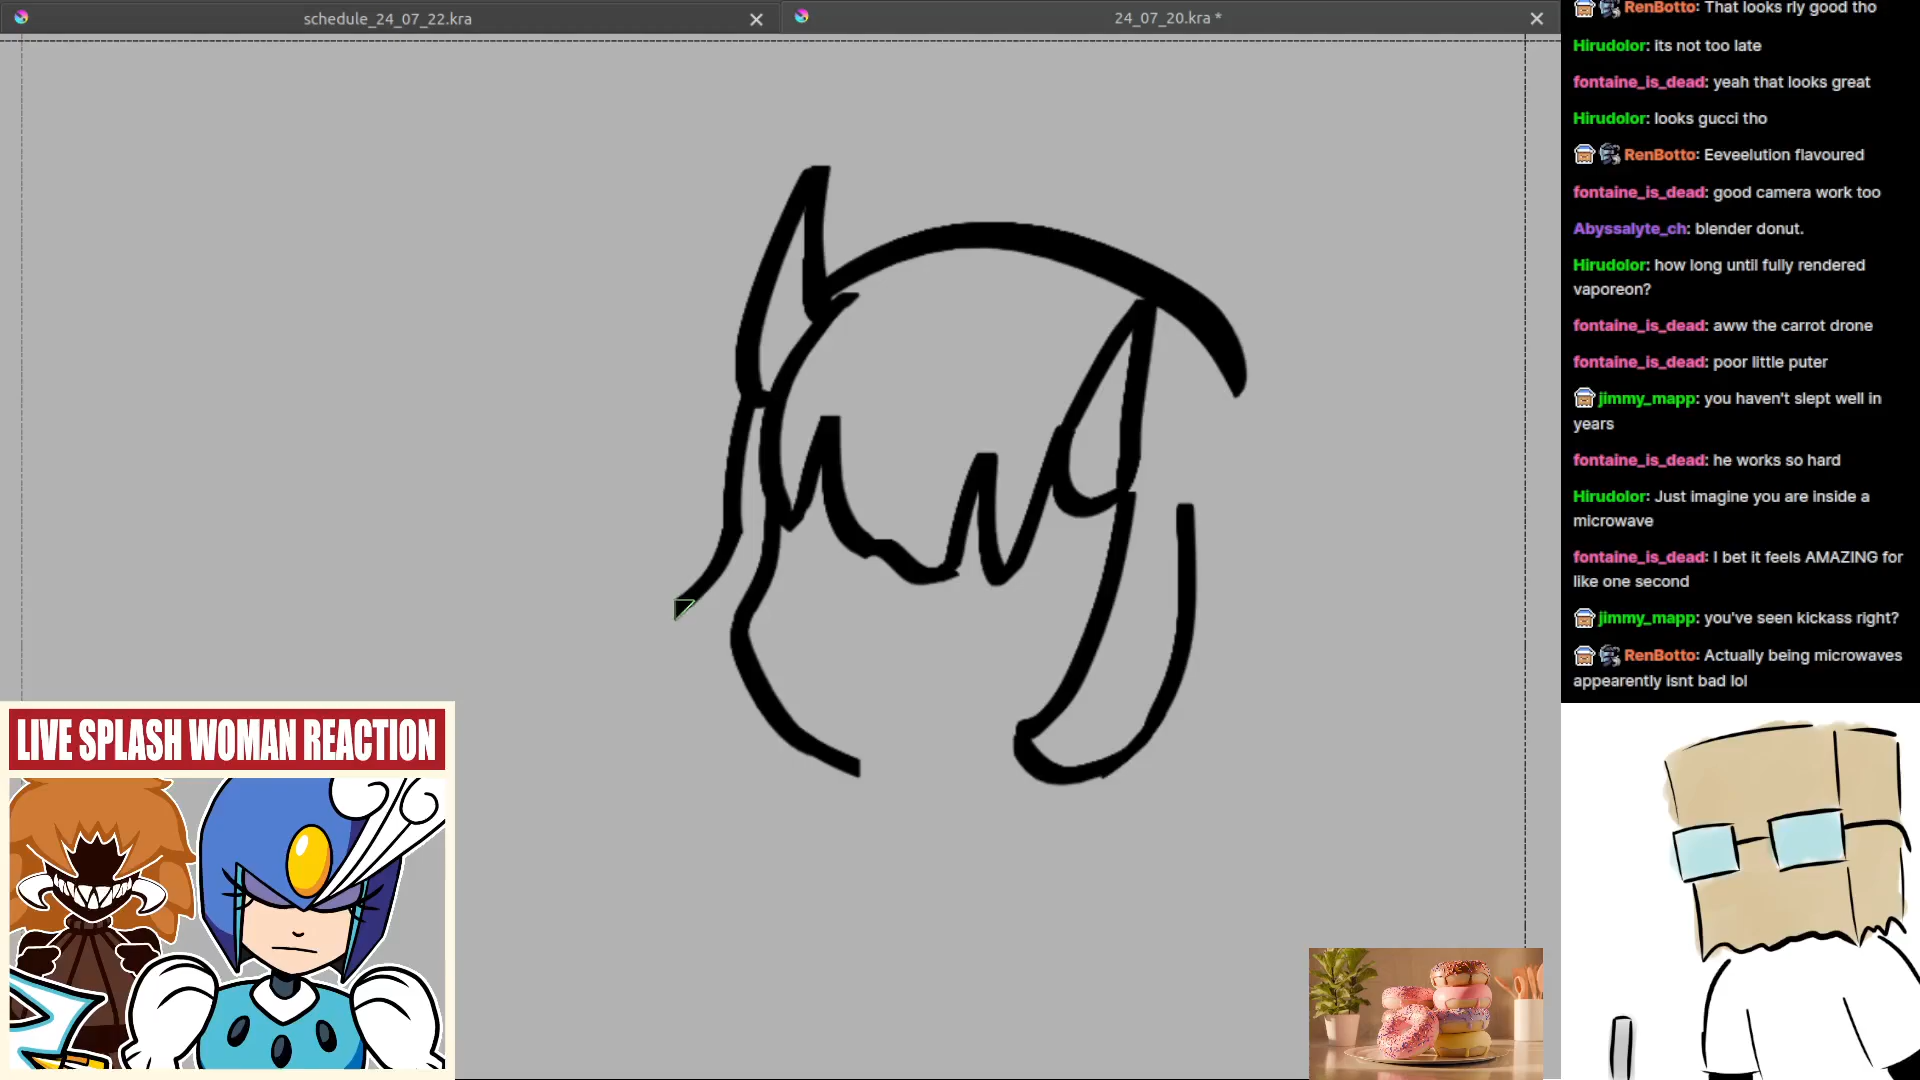 schedule_24_07_22.kra
24_07_20.kra *
RenBotto: That looks rly good tho
Hirudolor: its not too late
fontaine_is_dead: yeah that looks great
Hirudolor: looks gucci tho
RenBotto: Eeveelution flavoured
fontaine_is_dead: good camera work too
Abyssalyte_ch: blender donut.
Hirudolor: how long until fully rendered
vaporeon?
fontaine_is_dead: aww the carrot drone
fontaine_is_dead: poor little puter
jimmy_mapp: you haven't slept well in
years
fontaine_is_dead: he works so hard
Hirudolor: Just imagine you are inside a
microwave
fontaine_is_dead: I bet it feels AMAZING for
like one second
jimmy_mapp: you've seen kickass right?
RenBotto: Actually being microwaves
appearently isnt bad lol
LIVE SPLASH WOMAN REACTION